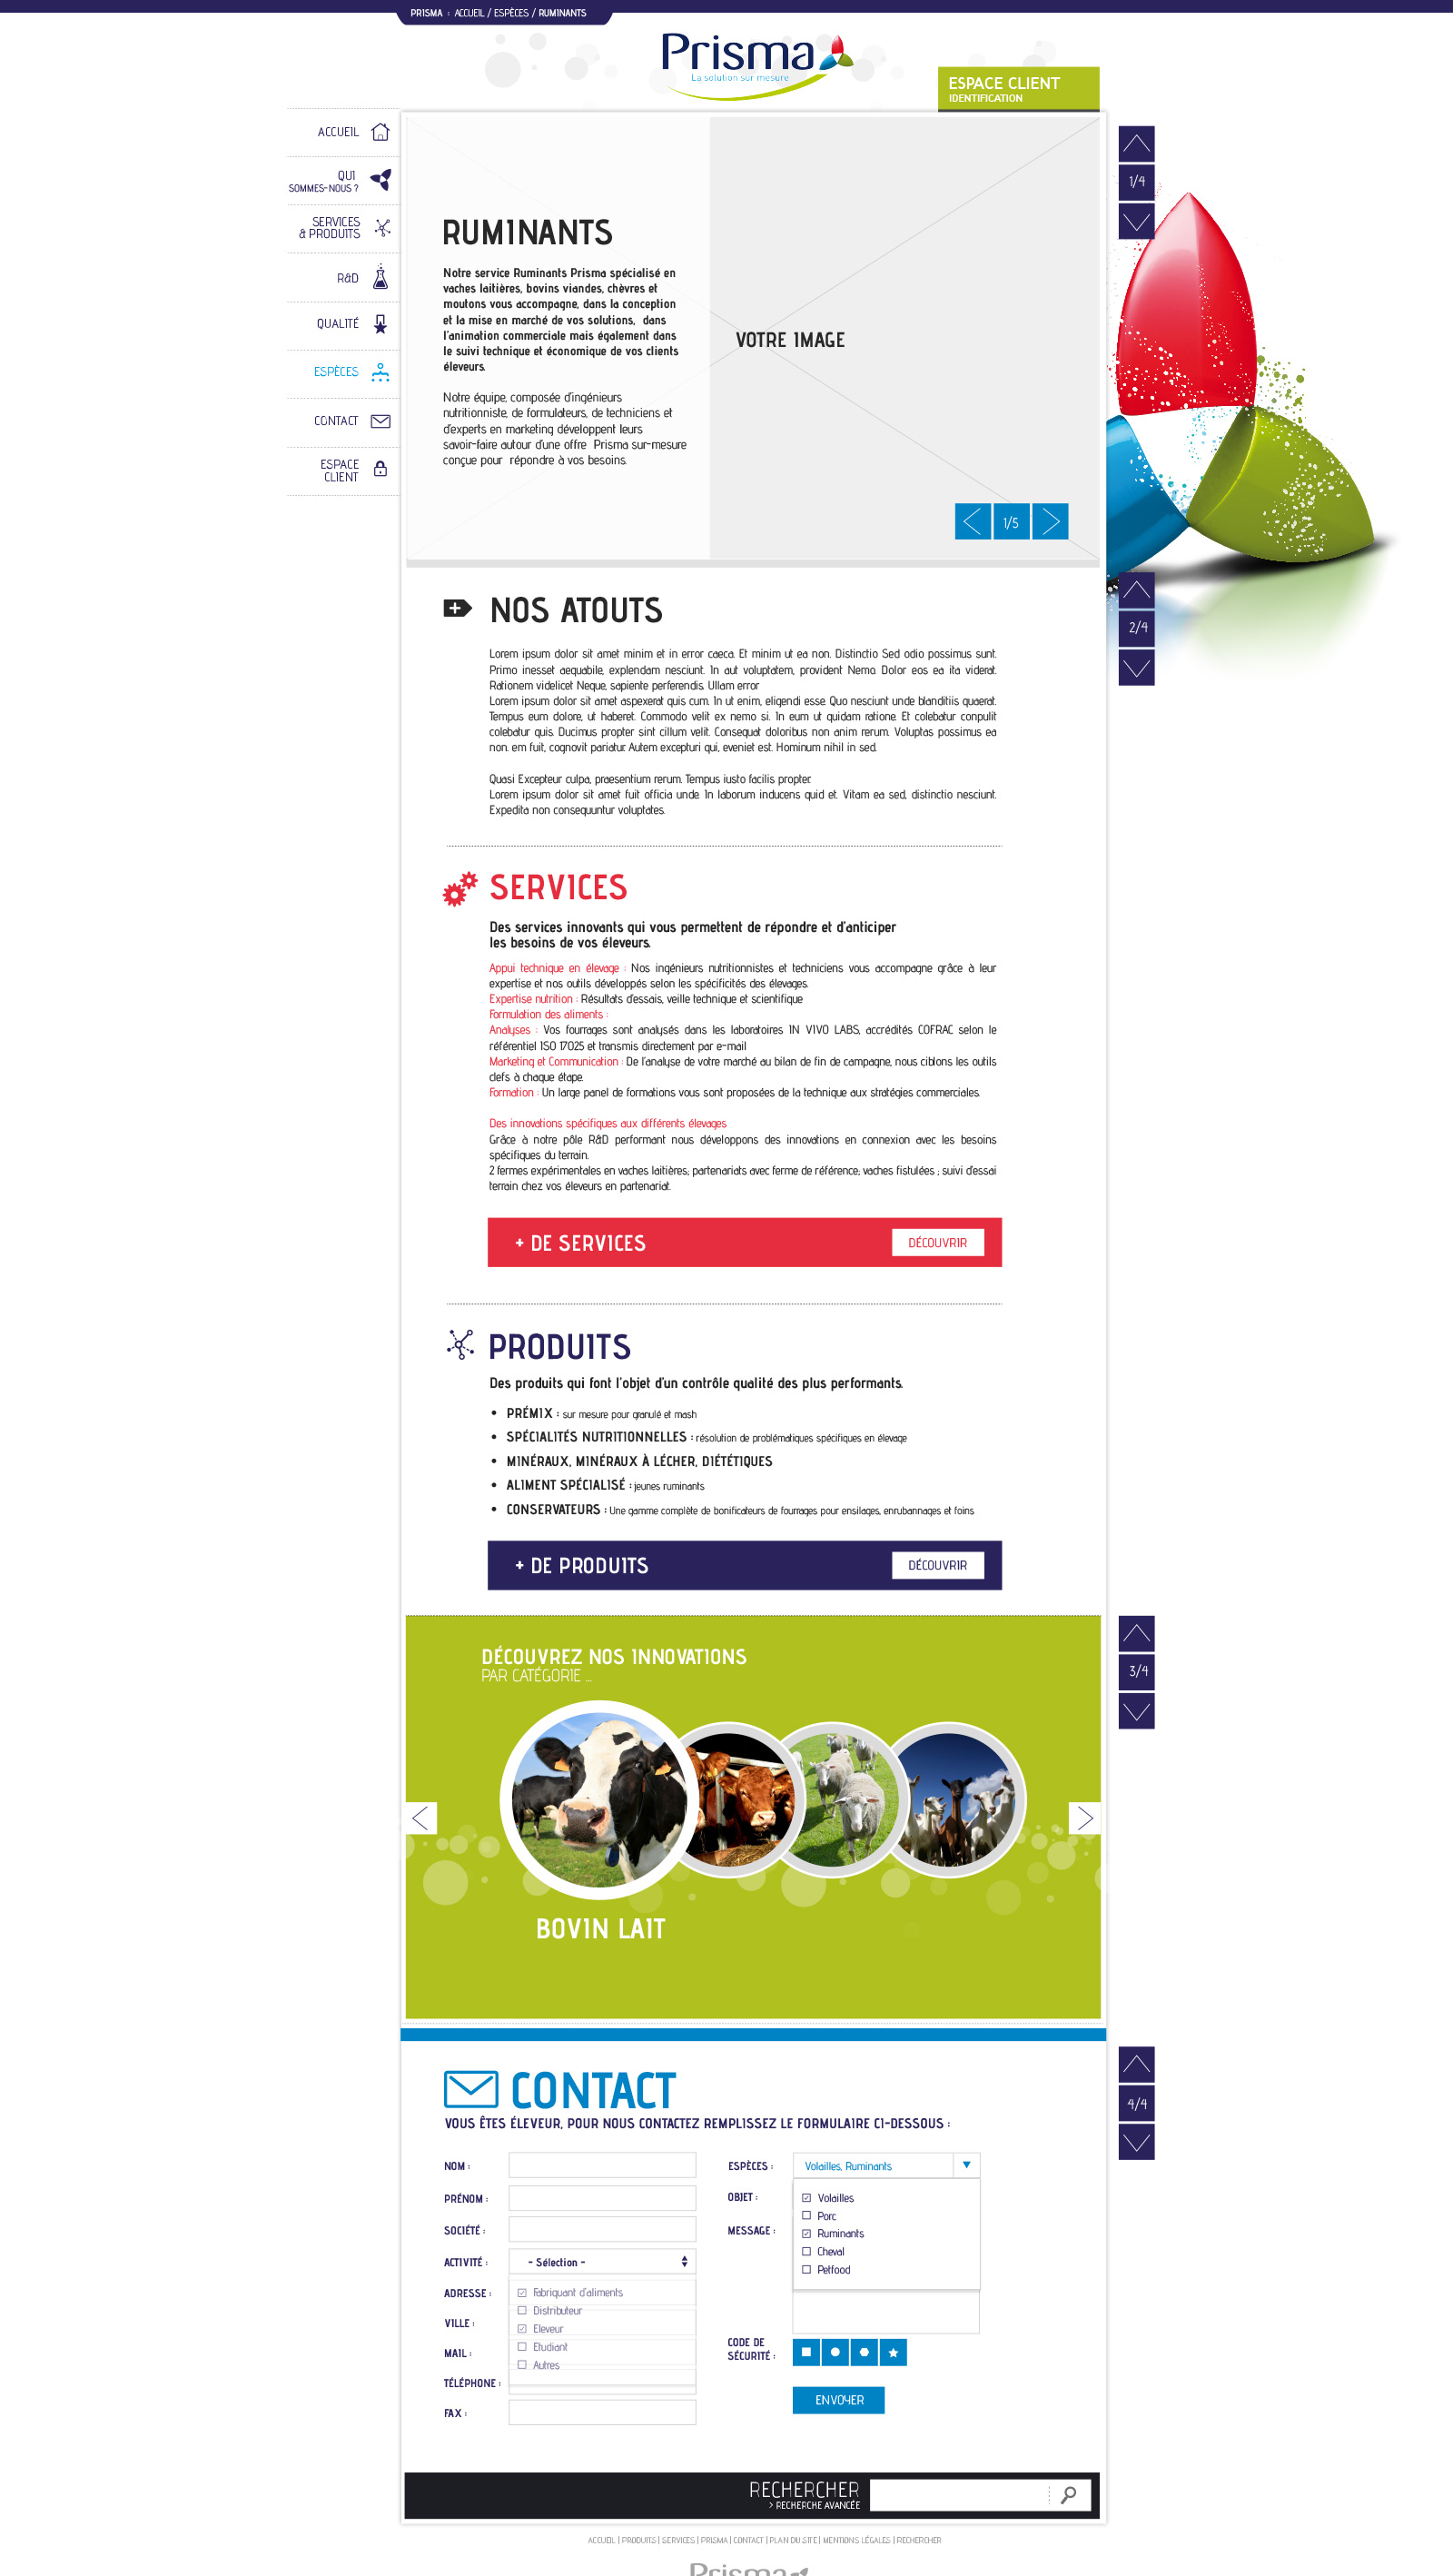 PRISMA : ACCUEIL / ESPÈCES / RUMINANTS
Prisma
La solution sur mesure
ESPACE CLIENT
IDENTIFICATION
ACCUEIL
QUI
SOMMES-NOUS ?
SERVICES
& PRODUITS
R&D
QUALITÉ
ESPÈCES
CONTACT
ESPACE
CLIENT
1/4
RUMINANTS
Notre service Ruminants Prisma spécialisé en
vaches laitières, bovins viandes, chèvres et
moutons vous accompagne, dans la conception
et la mise en marché de vos solutions, dans
l'animation commerciale mais également dans
le suivi technique et économique de vos clients
éleveurs.
Notre équipe, composée d'ingénieurs
nutritionniste, de formulateurs, de techniciens et
d'experts en marketing développent leurs
savoir-faire autour d'une offre Prisma sur-mesure
conçue pour répondre à vos besoins.
VOTRE IMAGE
1/5
2/4
NOS ATOUTS
Lorem ipsum dolor sit amet minim et in error caeca. Et minim ut ea non. Distinctio Sed odio possimus sunt.
Primo inesset aequabile, explendam nesciunt. In aut voluptatem, provident Nemo. Dolor eos ea ita viderat.
Rationem videlicet Neque, sapiente perferendis. Ullam error
Lorem ipsum dolor sit amet aspexerat quis cum. In ut enim, eligendi esse. Quo nesciunt unde blanditiis quaerat.
Tempus eum dolore, ut haberet. Commodo velit ex nemo si. In eum ut quidam ratione. Et colebatur conpulit
colebatur quis. Ducimus propter sint cillum velit. Consequat doloribus non anim rerum. Voluptas possimus ea
non. em fuit, cognovit pariatur. Autem excepturi qui, eveniet est. Hominum nihil in sed.
Quasi Excepteur culpa, praesentium rerum. Tempus iusto facilis propter.
Lorem ipsum dolor sit amet fuit officia unde. In laborum inducens quid et. Vitam ea sed, distinctio nesciunt.
Expedita non consequuntur voluptates.
SERVICES
Des services innovants qui vous permettent de répondre et d'anticiper
les besoins de vos éleveurs.
Appui technique en élevage : Nos ingénieurs nutritionnistes et techniciens vous accompagne grâce à leur
expertise et nos outils développés selon les spécificités des élevages.
Expertise nutrition : Résultats d'essais, veille technique et scientifique
Formulation des aliments :
Analyses : Vos fourrages sont analysés dans les laboratoires IN VIVO LABS, accrédités COFRAC selon le
référentiel ISO 17025 et transmis directement par e-mail
Marketing et Communication : De l'analyse de votre marché au bilan de fin de campagne, nous ciblons les outils
clefs à chaque étape.
Formation : Un large panel de formations vous sont proposées de la technique aux stratégies commerciales.
Des innovations spécifiques aux différents élevages
Grâce à notre pôle R&D performant nous développons des innovations en connexion avec les besoins
spécifiques du terrain.
2 fermes expérimentales en vaches laitières; partenariats avec ferme de référence; vaches fistulées ; suivi d'essai
terrain chez vos éleveurs en partenariat.
+ DE SERVICES
DÉCOUVRIR
PRODUITS
Des produits qui font l'objet d'un contrôle qualité des plus performants.
• PRÉMIX : sur mesure pour granulé et mash
• SPÉCIALITÉS NUTRITIONNELLES : résolution de problématiques spécifiques en élevage
• MINÉRAUX, MINÉRAUX À LÉCHER, DIÉTÉTIQUES
• ALIMENT SPÉCIALISÉ : jeunes ruminants
• CONSERVATEURS : Une gamme complète de bonificateurs de fourrages pour ensilages, enrubannages et foins
+ DE PRODUITS
DÉCOUVRIR
3/4
DÉCOUVREZ NOS INNOVATIONS
PAR CATÉGORIE ...
BOVIN LAIT
4/4
CONTACT
VOUS ÊTES ÉLEVEUR, POUR NOUS CONTACTEZ REMPLISSEZ LE FORMULAIRE CI-DESSOUS :
NOM :
PRÉNOM :
SOCIÉTÉ :
ACTIVITÉ :
- Sélection -
ADRESSE :
VILLE :
MAIL :
TÉLÉPHONE :
FAX :
Fabriquant d'aliments
Distributeur
Eleveur
Etudiant
Autres
ESPÈCES :
Volailles, Ruminants
OBJET :
MESSAGE :
Volailles
Porc
Ruminants
Cheval
Petfood
CODE DE
SÉCURITÉ :
ENVOYER
RECHERCHER
> RECHERCHE AVANCÉE
ACCUEIL | PRODUITS | SERVICES | PRISMA | CONTACT | PLAN DU SITE | MENTIONS LÉGALES | RECHERCHER
Prisma